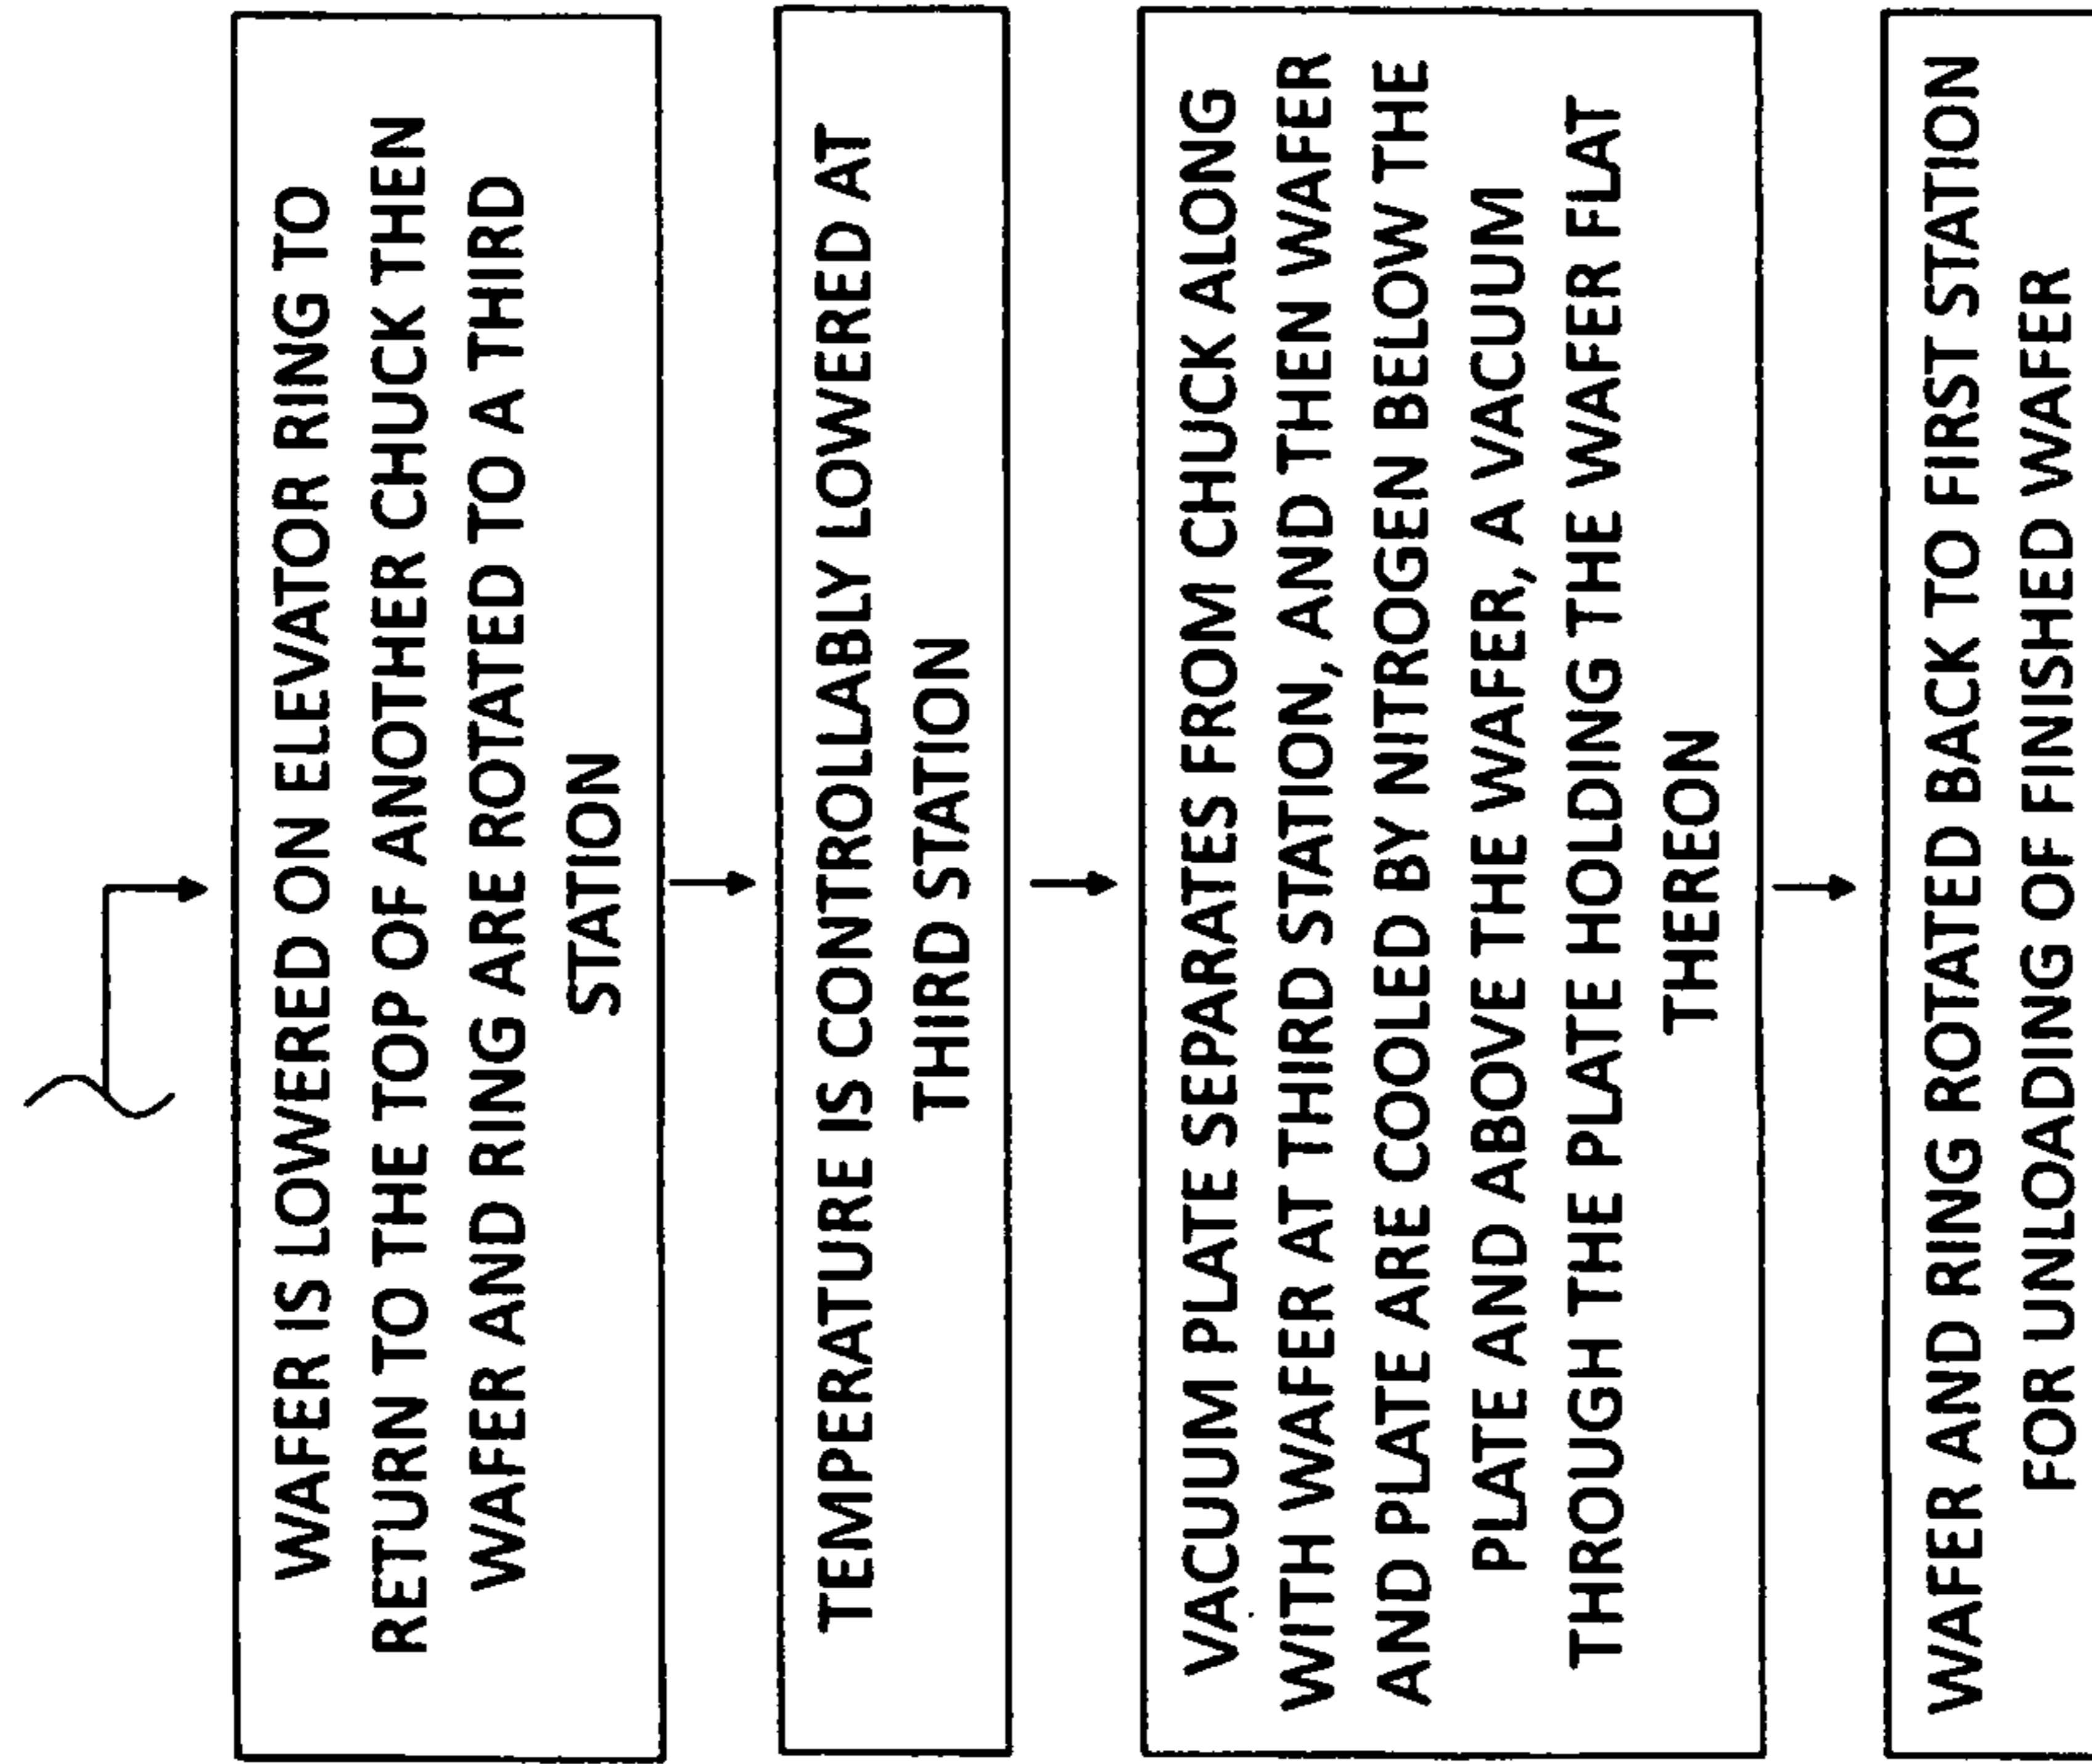 WAFER IS LOWERED ON ELEVATOR RING TO
RETURN TO THE TOP OF ANOTHER CHUCK THEN
WAFER AND RING ARE ROTATED TO A THIRD
STATION
TEMPERATURE IS CONTROLLABLY LOWERED AT
THIRD STATION
VACUUM PLATE SEPARATES FROM CHUCK ALONG
WITH WAFER AT THIRD STATION, AND THEN WAFER
AND PLATE ARE COOLED BY NITROGEN BELOW THE
PLATE AND ABOVE THE WAFER, A VACUUM
THROUGH THE PLATE HOLDING THE WAFER FLAT
THEREON
WAFER AND RING ROTATED BACK TO FIRST STATION
FOR UNLOADING OF FINISHED WAFER